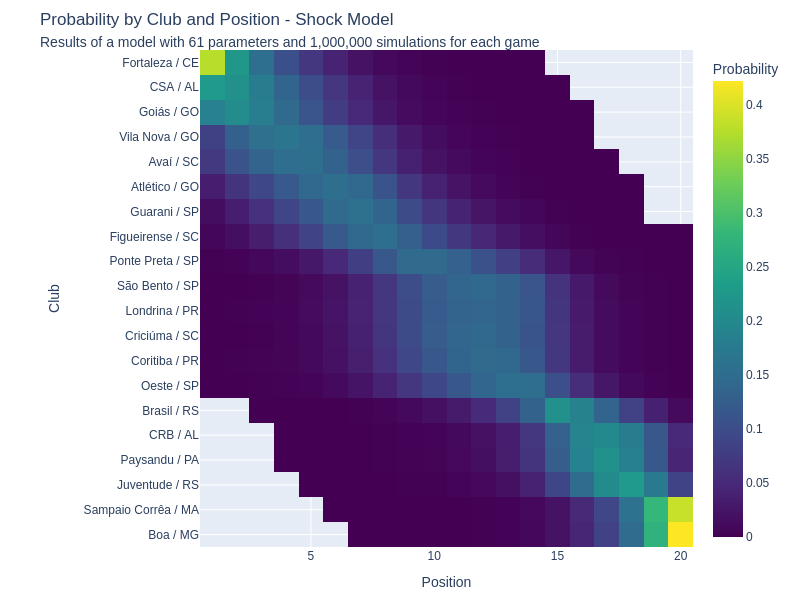 Probability by Club and Position - Shock Model
Results of a model with 61 parameters and 1,000,000 simulations for each game
Probability
Club
Fortaleza / CE
CSA / AL
Goiás / GO
Vila Nova / GO
Avaí / SC
Atlético / GO
Guarani / SP
Figueirense / SC
Ponte Preta / SP
São Bento / SP
Londrina / PR
Criciúma / SC
Coritiba / PR
Oeste / SP
Brasil / RS
CRB / AL
Paysandu / PA
Juventude / RS
Sampaio Corrêa / MA
Boa / MG
0.4
0.35
0.3
0.25
0.2
0.15
0.1
0.05
0
5 10 15 20
Position